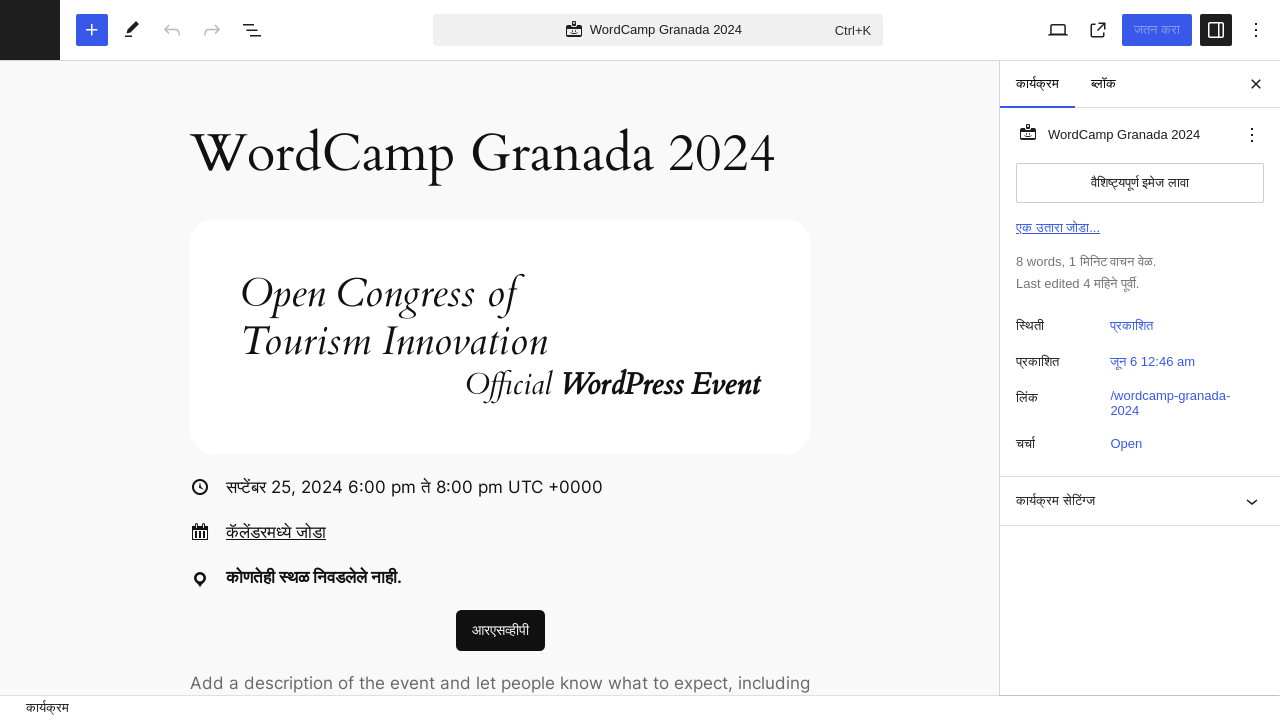 WordCamp Granada 2024
Ctrl+K
जतन करा
कार्यक्रम
ब्लॉक
WordCamp Granada 2024
WordCamp Granada 2024
वैशिष्ट्यपूर्ण इमेज लावा
एक उतारा जोडा...
8 words, 1 मिनिट वाचन वेळ.
Last edited 4 महिने पूर्वी.
स्थिती प्रकाशित
प्रकाशित जून 6 12:46 am
लिंक /wordcamp-granada-
2024
चर्चा Open
कार्यक्रम सेटिंग्ज
Open Congress of
Tourism Innovation
Official WordPress Event
सप्टेंबर 25, 2024 6:00 pm ते 8:00 pm UTC +0000
कॅलेंडरमध्ये जोडा
कोणतेही स्थळ निवडलेले नाही.
आरएसव्हीपी
Add a description of the event and let people know what to expect, including
कार्यक्रम